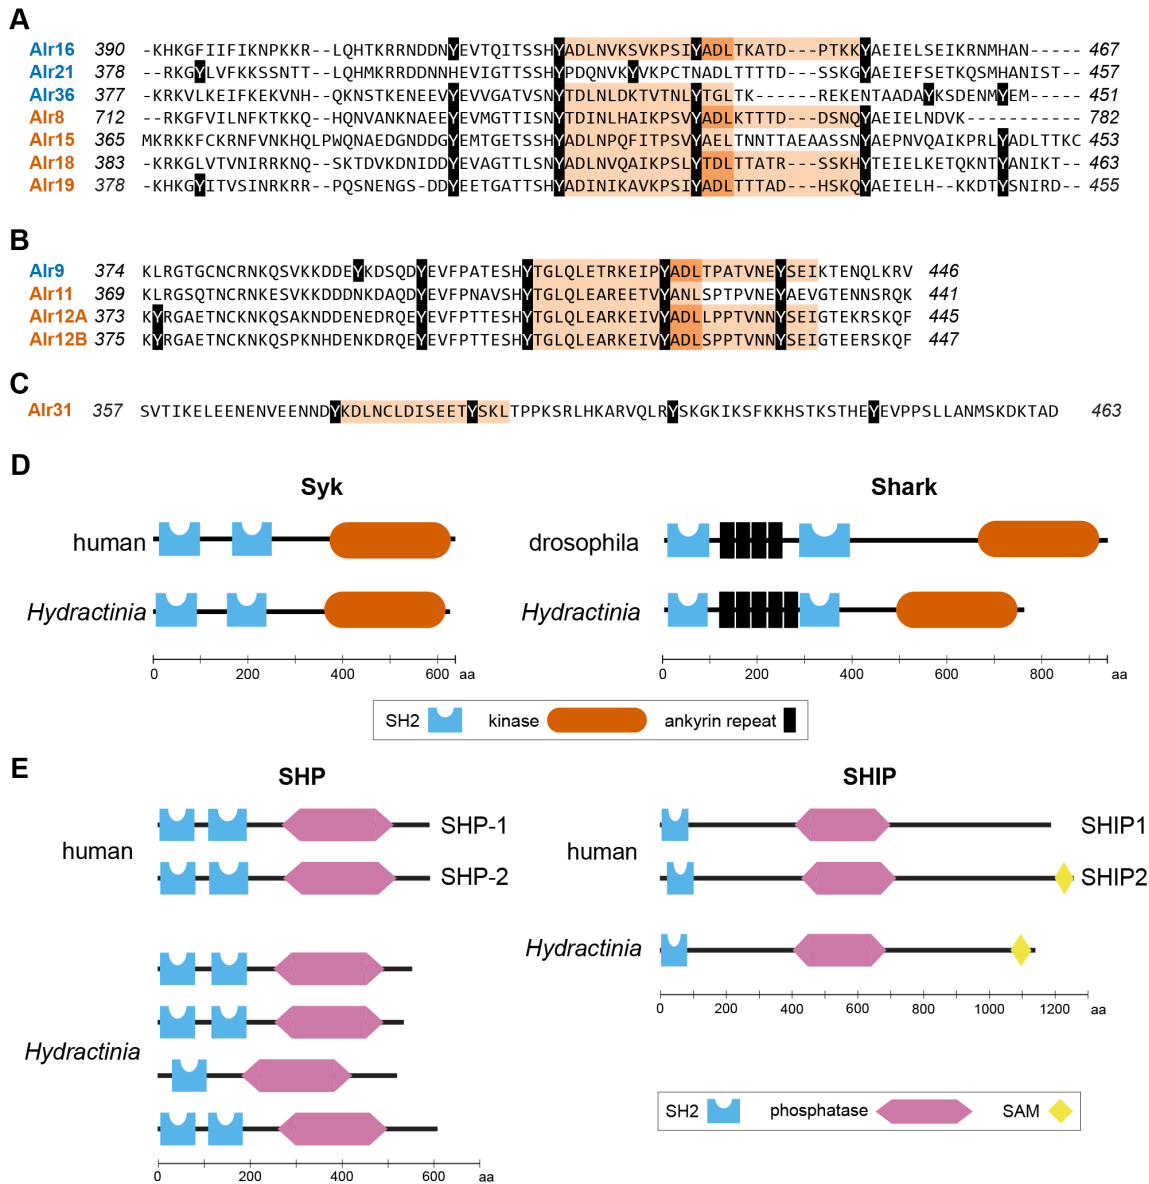 A
Alr16 390 -KHKGFIIFIKNPKKR--LQHTKRRNDDNYEVTQITSSHYADLNVKSVKPSIYADLTKATD---PTKKYAEIELSEIKRNMHAN----- 467
Alr21 378 --RKGYLVFKKSSNTT--LQHMKRRDDNNHEVIGTTSSHYPDQNVKYVKPCTNADLTTTTD---SSKGYAEIEFSETKQSMHANIST-- 457
Alr36 377 -KRKVLKEIFKEKVNH--QKNSTKENEEVYEVVGATVSNYTDLNLDKTVTNLYTGLTK------REKENTAADAYKSDENMYEM----- 451
Alr8 712 --RKGFVILNFKTKKQ--HQNVANKNAEEYEVMGTTISNYTDINLHAIKPSVYADLKTTTD---DSNQYAEIELNDVK----------- 782
Alr15 365 MKRKKFCKRNFVNKHQLPWQNAEDGNDDGYEMTGETSSHYADLNPQFITPSVYAELTNNTTAEAASSNYAEPNVQAIKPRLYADLTTKC 453
Alr18 383 -KRKGLVTVNIRRKNQ--SKTDVKDNIDDYEVAGTTLSNYADLNVQAIKPSLYTDLTTATR---SSKHYTEIELKETQKNTYANIKT-- 463
Alr19 378 -KHKGYITVSINRKRR--PQSNENGS-DDYEETGATTSHYADINIKAVKPSIYADLTTTAD---HSKQYAEIELH--KKDTYSNIRD-- 455
B
Alr9 374 KLRGTGCNCRNKQSVKKDDEYKDSQDYEVFPATESHYTGLQLETRKEIPYADLTPATVNEYSEIKTENQLKRV 446
Alr11 369 KLRGSQTNCRNKESVKKDDDNKDAQDYEVFPNAVSHYTGLQLEAREETVYANLSPTPVNEYAEVGTENNSRQK 441
Alr12A 373 KYRGAETNCKNKQSAKNDDENEDRQEYEVFPTTESHYTGLQLEARKEIVYADLLPPTVNNYSEIGTEKRSKQF 445
Alr12B 375 KYRGAETNCKNKQSPKNHDENKDRQEYEVFPTTESHYTGLQLEARKEIVYADLSPPTVNNYSEIGTEERSKQF 447
C
Alr31 357 SVTIKELEENENVEENNDYKDLNCLDISEETYSKLTPPKSRLHKARVQLRYSKGKIKSFKKHSTKSTHEYEVPPSLLANMSKDKTAD 463
D
Syk Shark
human drosophila
Hydractinia Hydractinia
0 200 400 600 aa 0 200 400 600 800 aa
SH2 kinase ankyrin repeat
E
SHP SHIP
human SHP-1 human SHIP1
SHP-2 SHIP2
Hydractinia Hydractinia
0 200 400 600 800 1000 1200 aa
SH2 phosphatase SAM
0 200 400 600 aa